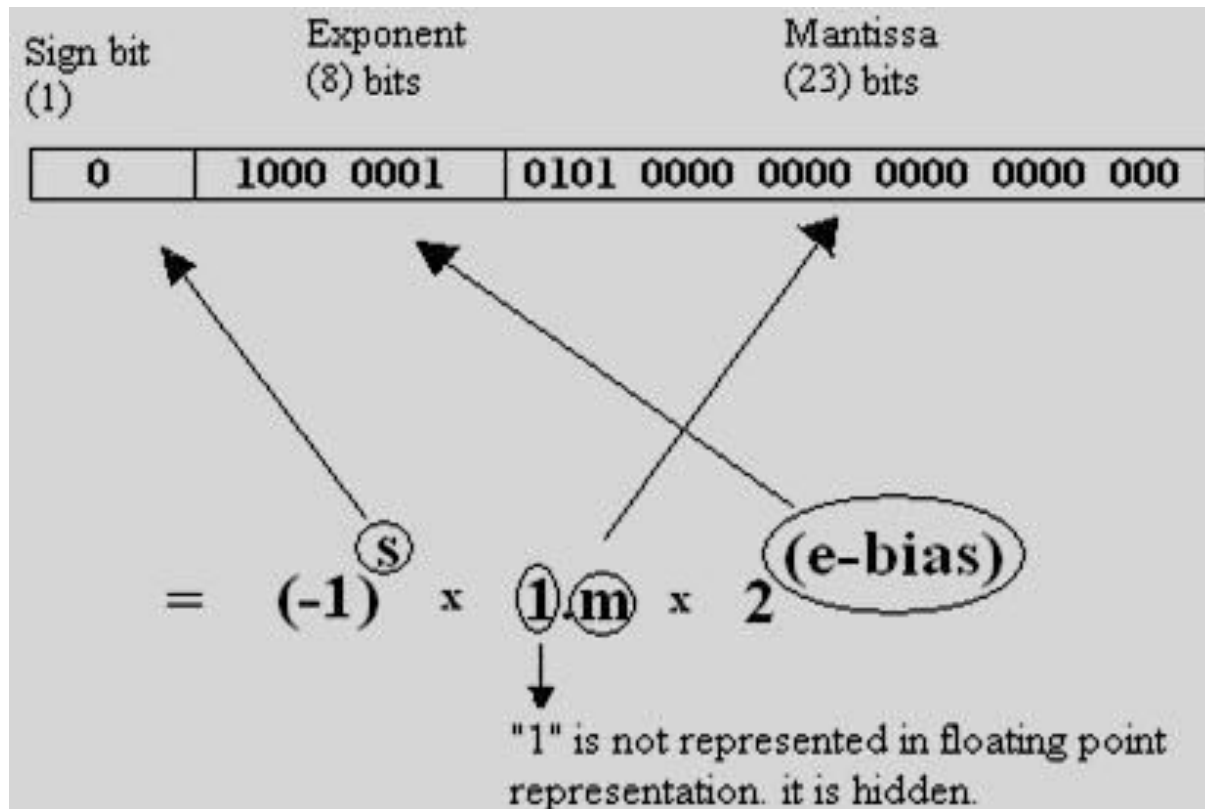 Sign bit
(1)
Exponent
(8) bits
Mantissa
(23) bits
0 1000 0001 0101 0000 0000 0000 0000 000
= (-1)^s x 1.m x 2^(e-bias)
"1" is not represented in floating point
representation. it is hidden.